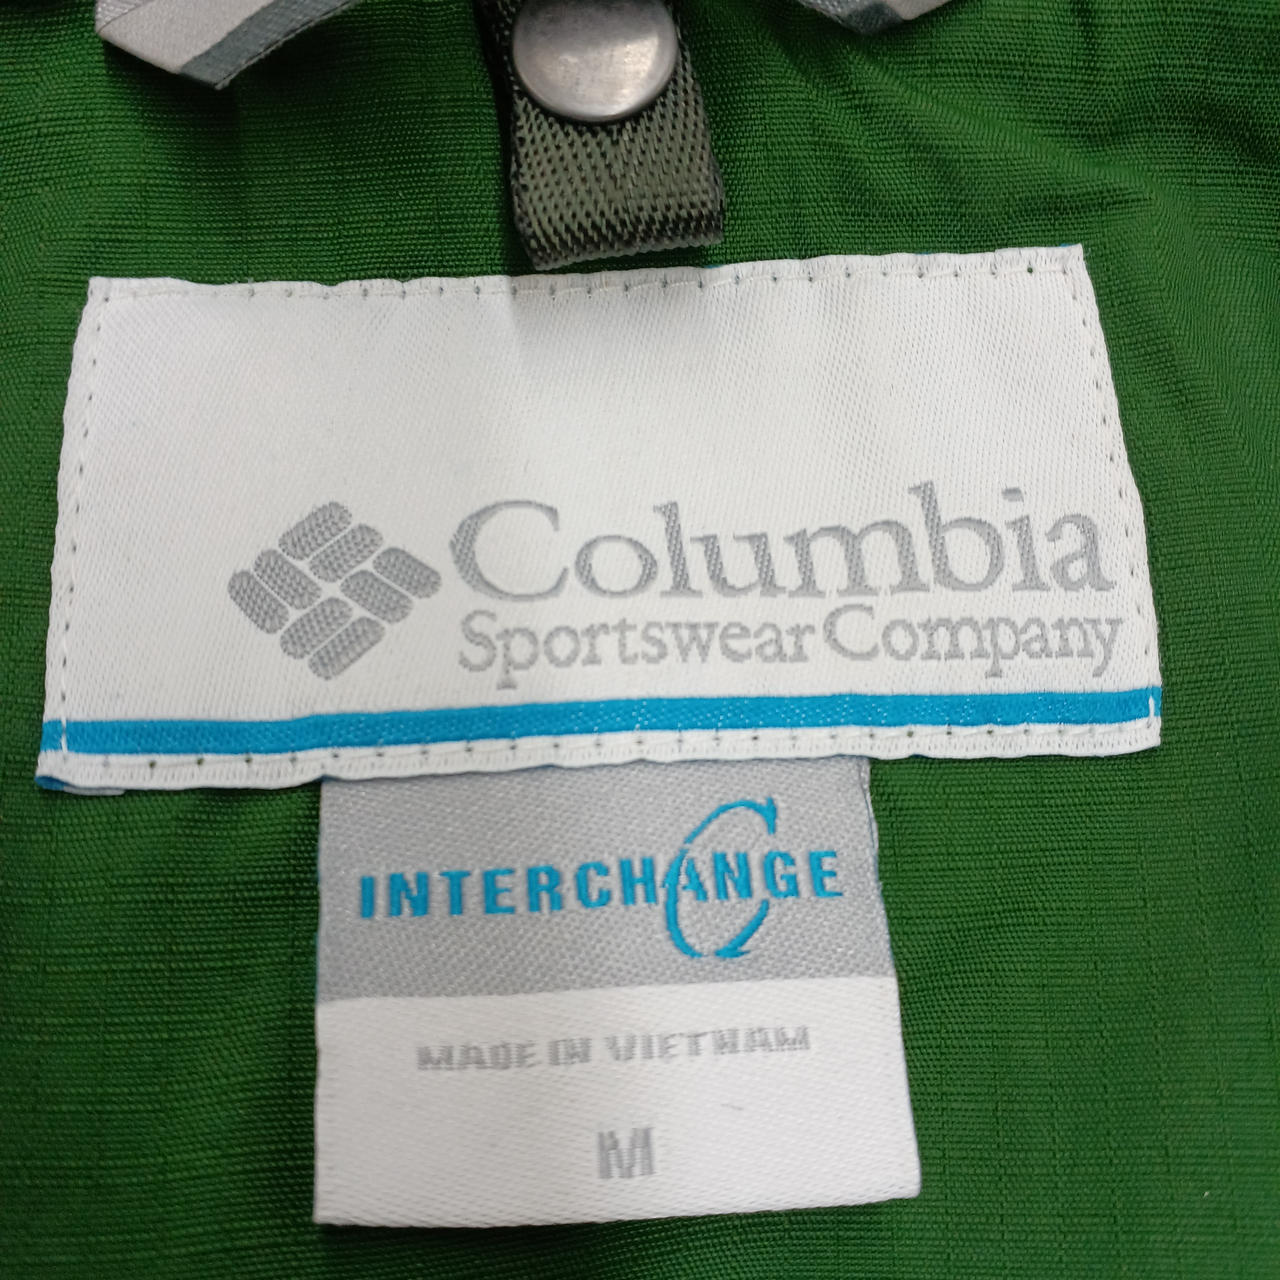 Columbia
Sportswear Company
INTERCHANGE
MADE IN VIETNAM
M